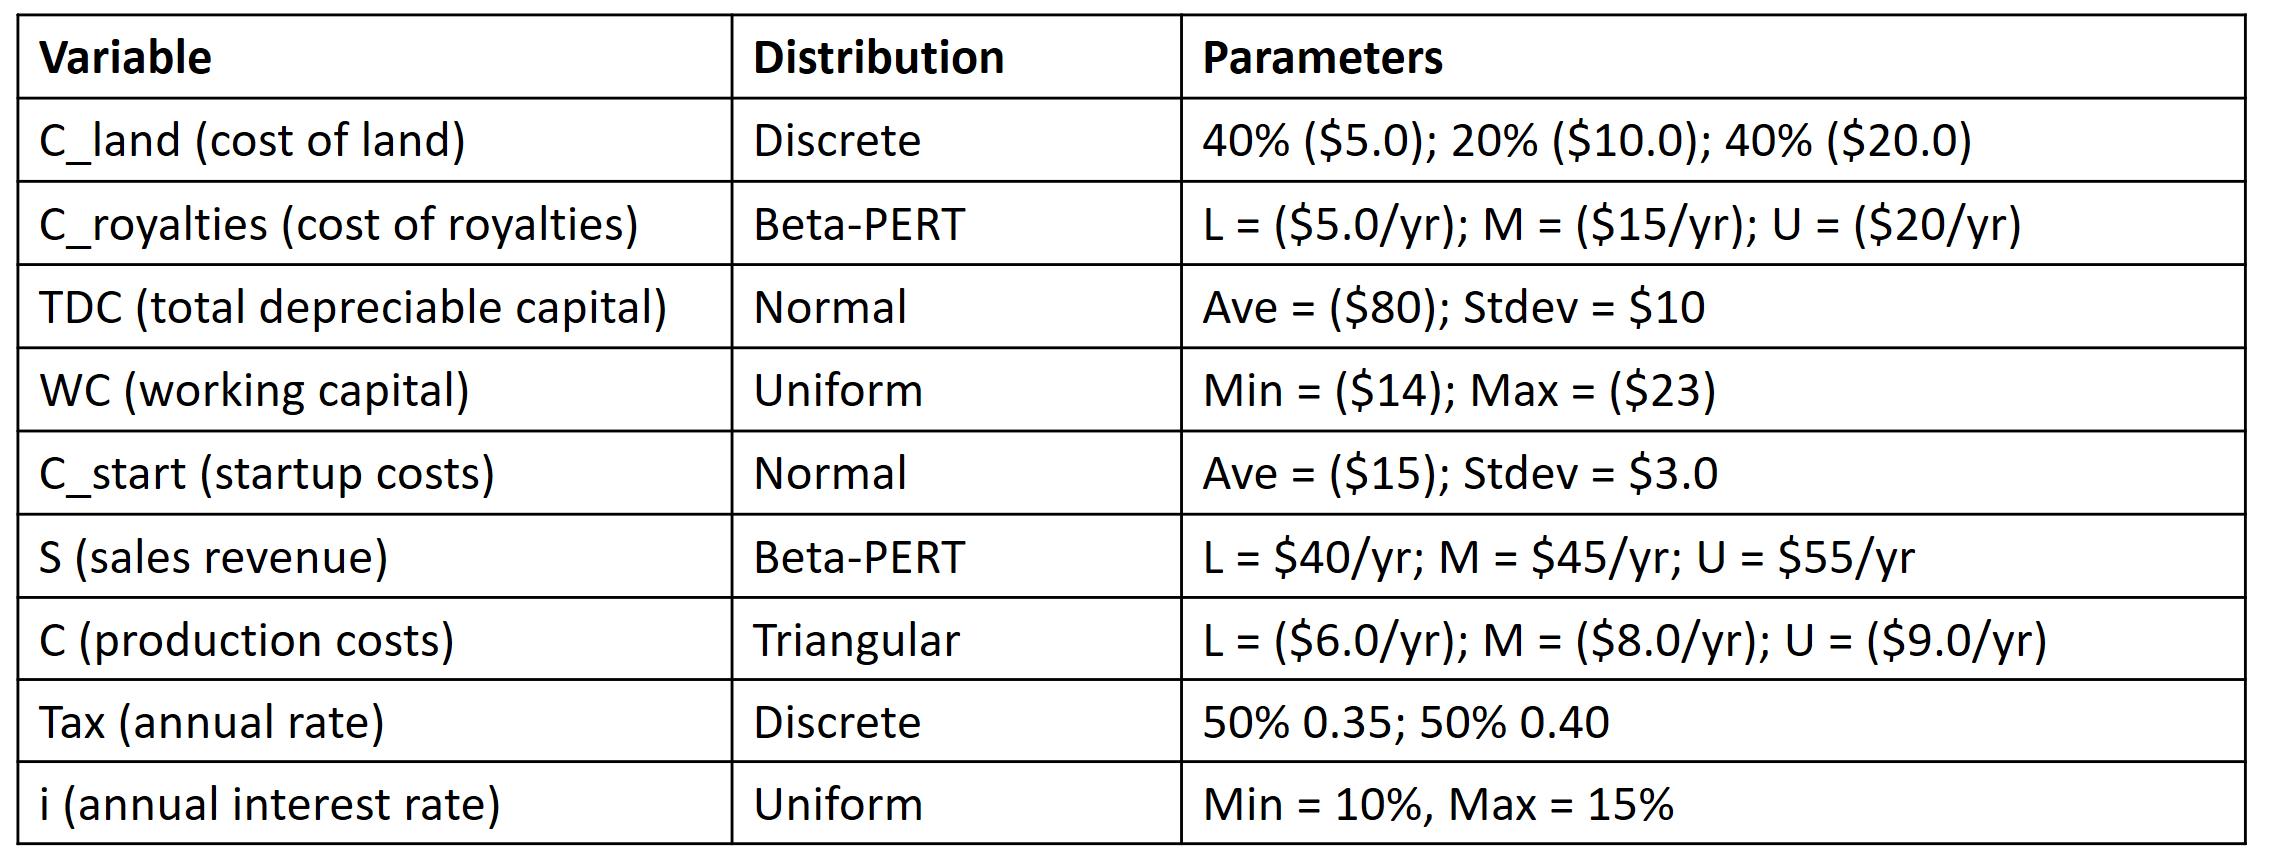 Variable Distribution Parameters
C_land (cost of land) Discrete 40% ($5.0); 20% ($10.0); 40% ($20.0)
C_royalties (cost of royalties) Beta-PERT L = ($5.0/yr); M = ($15/yr); U = ($20/yr)
TDC (total depreciable capital) Normal Ave = ($80); Stdev = $10
WC (working capital) Uniform Min = ($14); Max = ($23)
C_start (startup costs) Normal Ave = ($15); Stdev = $3.0
S (sales revenue) Beta-PERT L = $40/yr; M = $45/yr; U = $55/yr
C (production costs) Triangular L = ($6.0/yr); M = ($8.0/yr); U = ($9.0/yr)
Tax (annual rate) Discrete 50% 0.35; 50% 0.40
i (annual interest rate) Uniform Min = 10%, Max = 15%